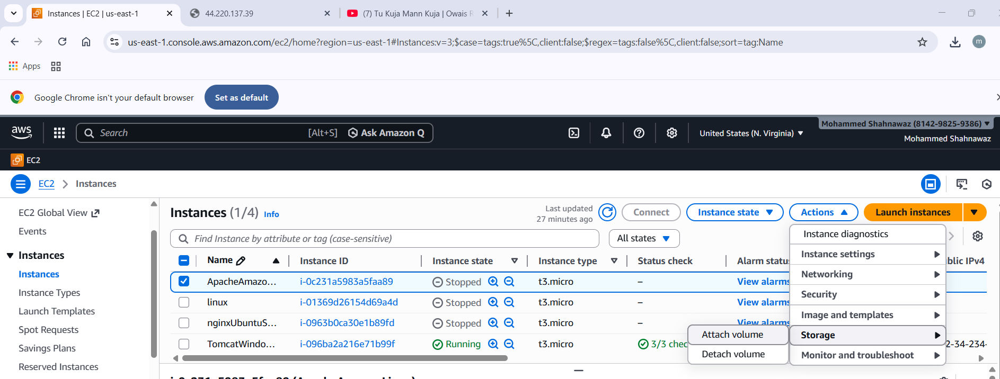 Instances | EC2 | us-east-1
44.220.137.39
(7) Tu Kuja Mann Kuja | Owais R
us-east-1.console.aws.amazon.com/ec2/home?region=us-east-1#Instances:v=3;$case=tags:true%5C,client:false;$regex=tags:false%5C,client:false;sort=tag:Name
m
Apps
Google Chrome isn't your default browser
Set as default
aws
Search
[Alt+S]
Ask Amazon Q
United States (N. Virginia)
Mohammed Shahnawaz (8142-9825-9386)
Mohammed Shahnawaz
EC2
EC2 > Instances
EC2 Global View
Events
Instances
Instances
Instance Types
Launch Templates
Spot Requests
Savings Plans
Reserved Instances
Instances (1/4) Info
Last updated
27 minutes ago
Connect
Instance state
Actions
Launch instances
Find Instance by attribute or tag (case-sensitive)
All states
Name Instance ID Instance state Instance type Status check Alarm status blic IPv4
ApacheAmazo... i-0c231a5983a5faa89 Stopped t3.micro – View alarms
linux i-01369d26154d69a4d Stopped t3.micro – View alarms
nginxUbuntuS... i-0963b0ca30e1b89fd Stopped t3.micro – View alarms
TomcatWindo... i-096ba2a216e71b99f Running t3.micro 3/3 chec 2-34-234-
Instance diagnostics
Instance settings
Networking
Security
Image and templates
Storage
Monitor and troubleshoot
Attach volume
Detach volume